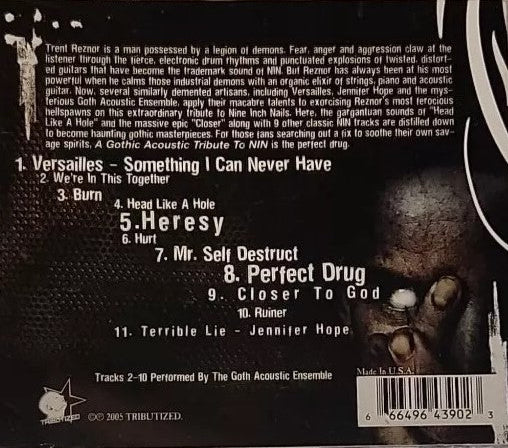 Trent Reznor is a man possessed by a legion of demons. Fear, anger and aggression claw at the
listener through the fierce, electronic drum rhythms and punctuated explosions of twisted, distort-
ed guitars that have become the trademark sound of NIN. But Reznor has always been at his most
powerful when he calms those industrial demons with an organic elixir of strings, piano and acoustic
guitar. Now, several similarly demented artisans, including Versailles, Jennifer Hope and the mys-
terious Goth Acoustic Ensemble, apply their macabre talents to exorcising Reznor's most ferocious
hellspawns on this extraordinary tribute to Nine Inch Nails. Here, the gargantuan sounds of "Head
Like A Hole" and the massive epic "Closer" along with 9 other classic NIN tracks are distilled down
to become haunting gothic masterpieces. For those fans searching out a fix to soothe their own sav-
age spirits, A Gothic Acoustic Tribute To NIN is the perfect drug.
1. Versailles - Something I Can Never Have
2. We're In This Together
3. Burn
4. Head Like A Hole
5. Heresy
6. Hurt
7. Mr. Self Destruct
8. Perfect Drug
9. Closer To God
10. Ruiner
11. Terrible Lie - Jennifer Hope
Tracks 2-10 Performed By The Goth Acoustic Ensemble
Made In U.S.A.
TRIBUTIZED
©℗ 2005 TRIBUTIZED.
6 66496 43902 3